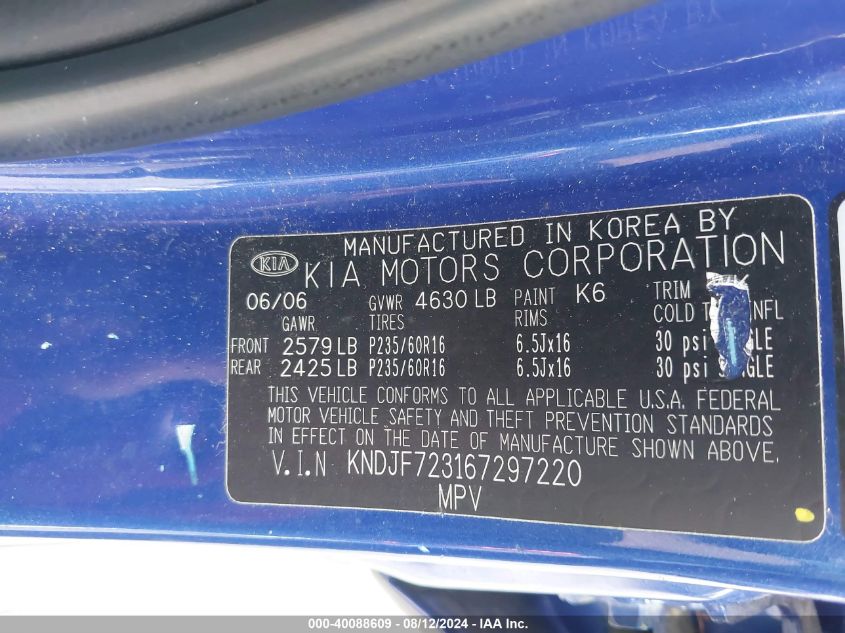 MANUFACTURED IN KOREA BY
KIA KIA MOTORS CORPORATION
06/06 GVWR 4630 LB PAINT K6 TRIM
GAWR TIRES RIMS COLD INFL
FRONT 2579 LB P235/60R16 6.5Jx16 30 psi
REAR 2425 LB P235/60R16 6.5Jx16 30 psi
THIS VEHICLE CONFORMS TO ALL APPLICABLE U.S.A. FEDERAL
MOTOR VEHICLE SAFETY AND THEFT PREVENTION STANDARDS
IN EFFECT ON THE DATE OF MANUFACTURE SHOWN ABOVE.
V.I.N KNDJF723167297220
MPV
000-40088609 - 08/12/2024 - IAA Inc.